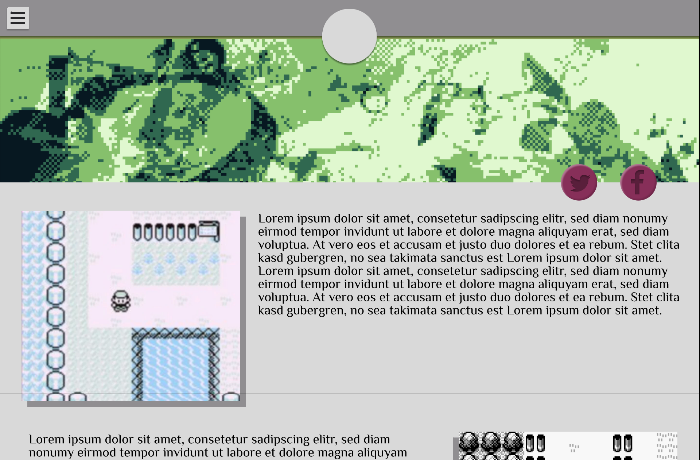 Lorem ipsum dolor sit amet, consetetur sadipscing elitr, sed diam nonumy
eirmod tempor invidunt ut labore et dolore magna aliquyam erat, sed diam
voluptua. At vero eos et accusam et justo duo dolores et ea rebum. Stet clita
kasd gubergren, no sea takimata sanctus est Lorem ipsum dolor sit amet.
Lorem ipsum dolor sit amet, consetetur sadipscing elitr, sed diam nonumy
eirmod tempor invidunt ut labore et dolore magna aliquyam erat, sed diam
voluptua. At vero eos et accusam et justo duo dolores et ea rebum. Stet clita
kasd gubergren, no sea takimata sanctus est Lorem ipsum dolor sit amet.
Lorem ipsum dolor sit amet, consetetur sadipscing elitr, sed diam
nonumy eirmod tempor invidunt ut labore et dolore magna aliquyam